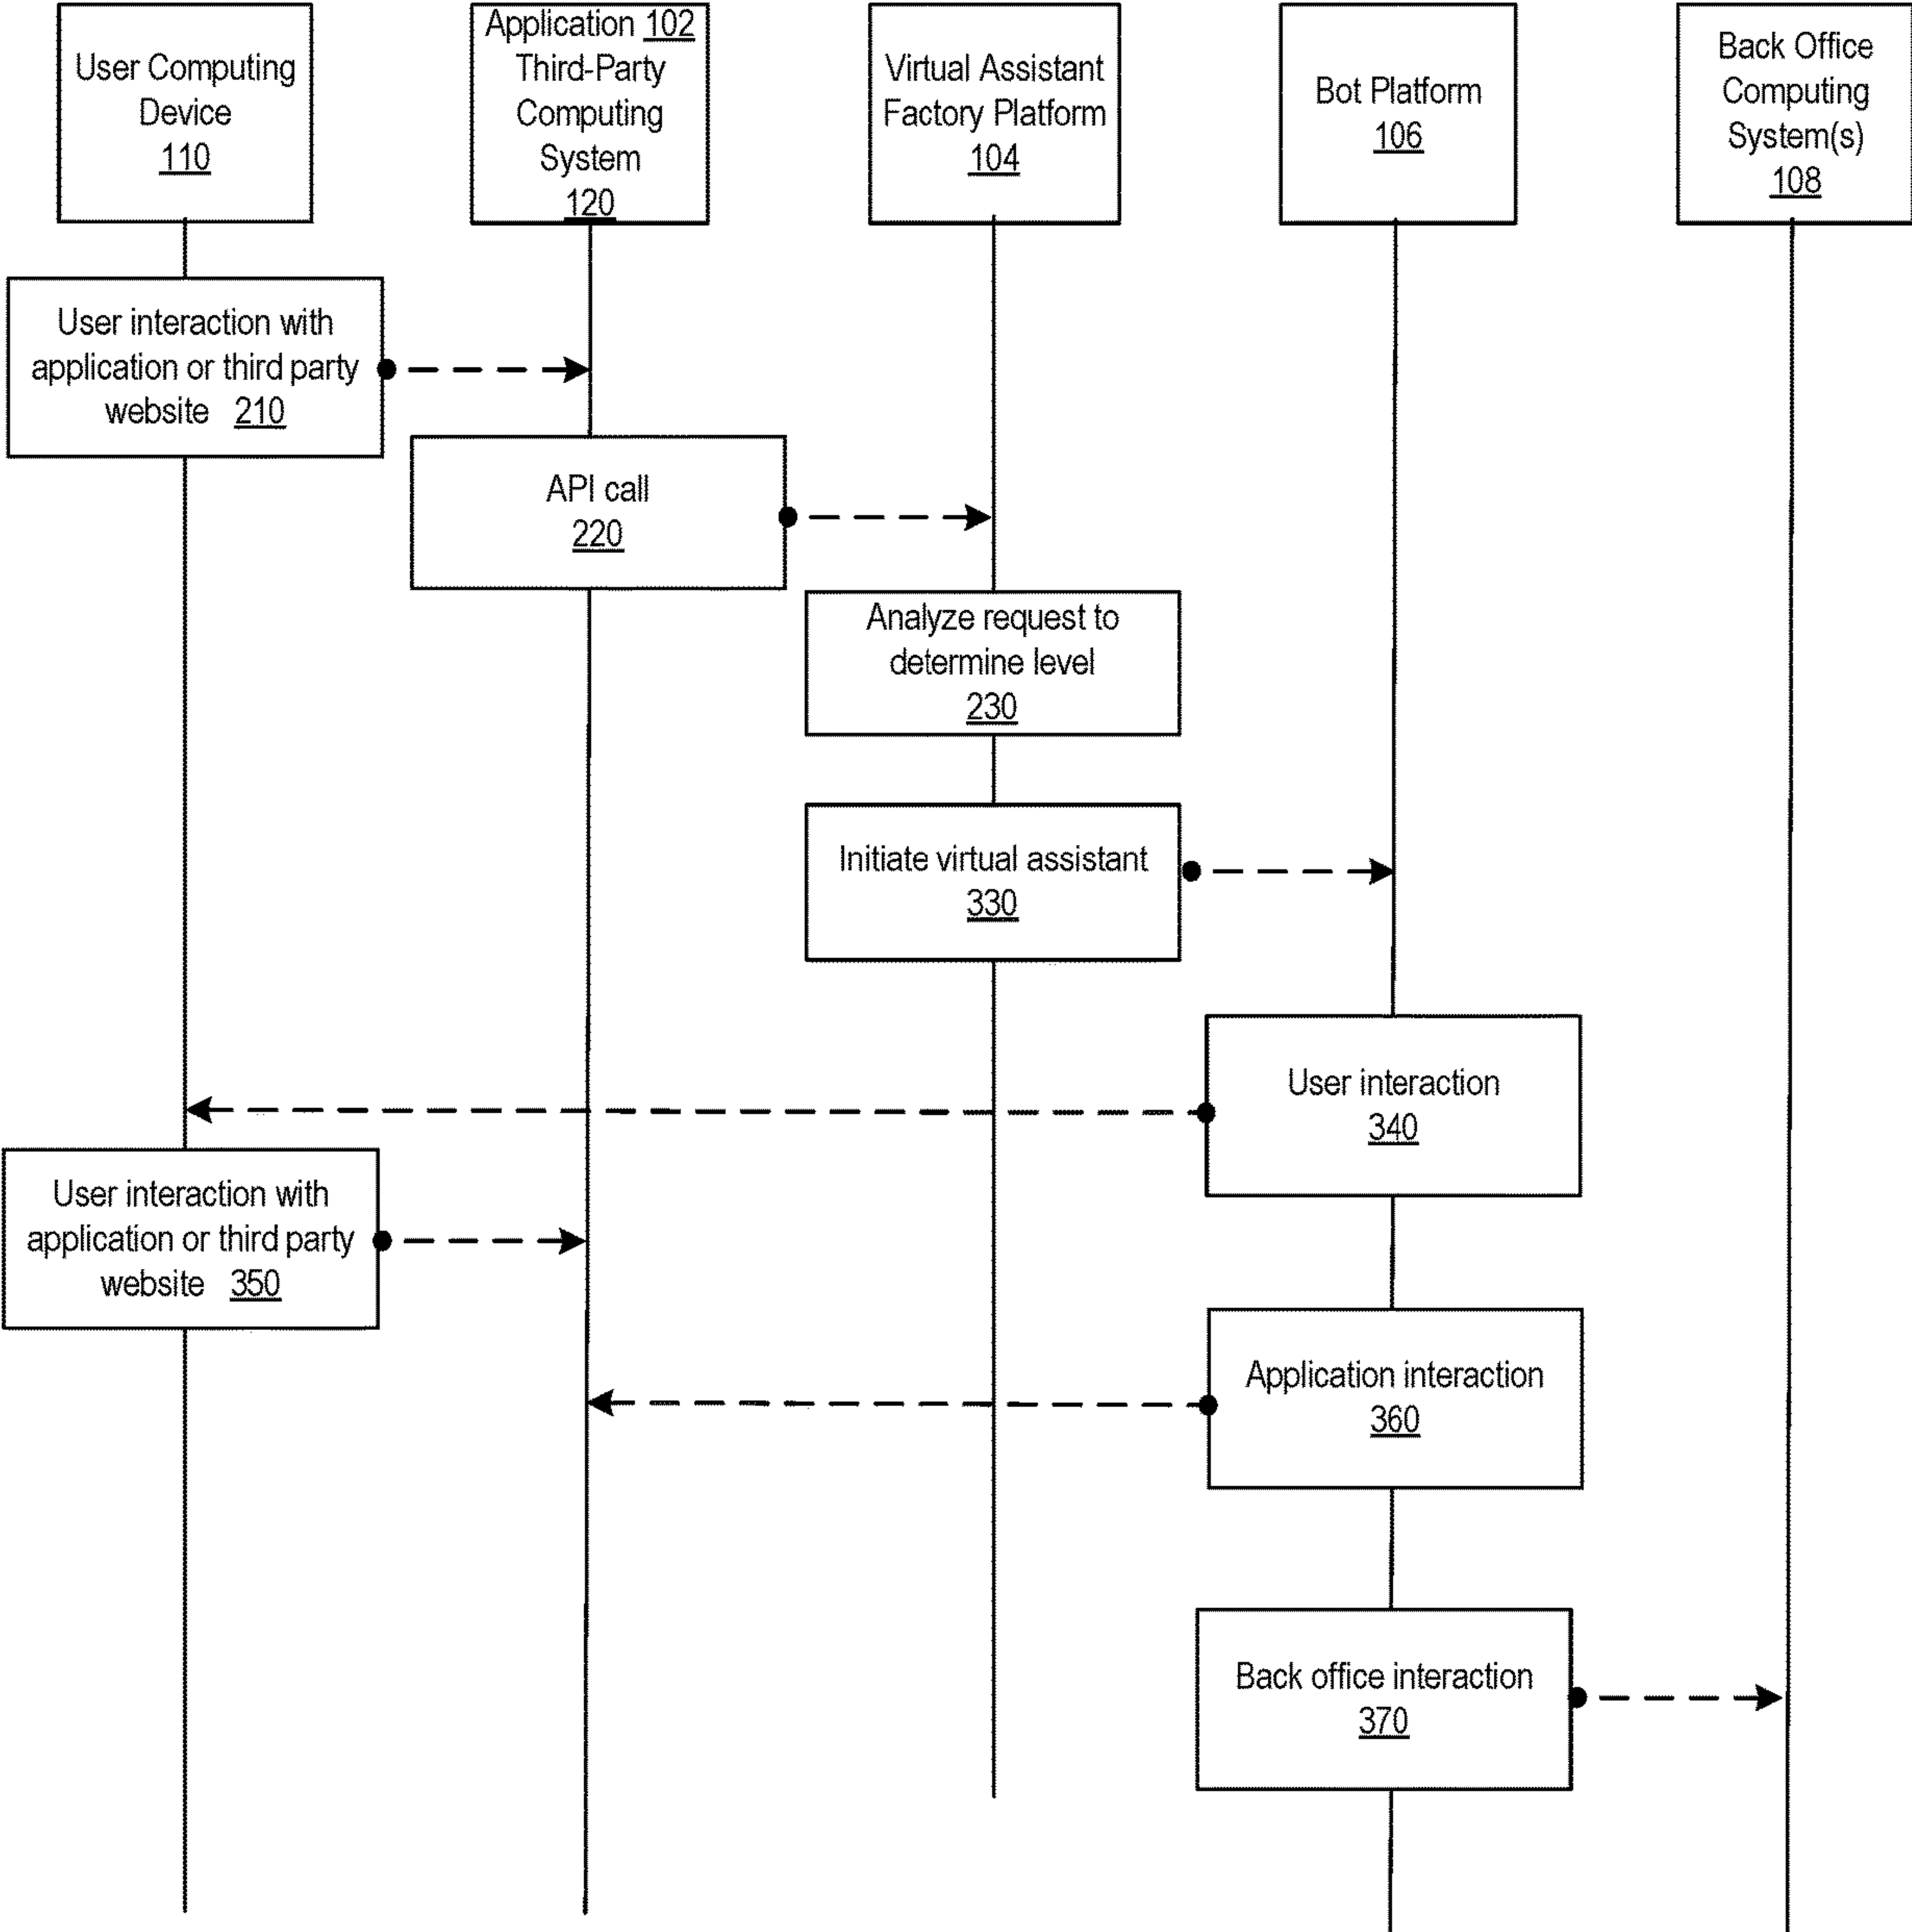 User Computing
Device
110
Application 102
Third-Party
Computing
System
120
Virtual Assistant
Factory Platform
104
Bot Platform
106
Back Office
Computing
System(s)
108
User interaction with
application or third party
website 210
API call
220
Analyze request to
determine level
230
Initiate virtual assistant
330
User interaction
340
User interaction with
application or third party
website 350
Application interaction
360
Back office interaction
370